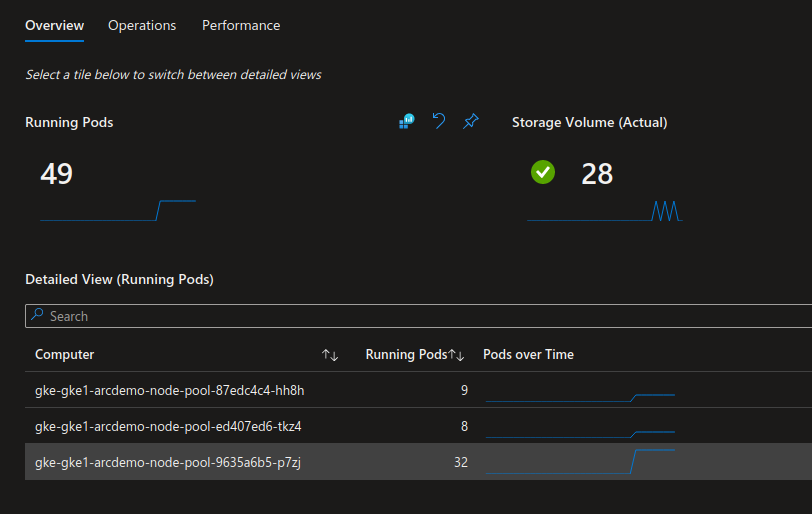 Overview Operations Performance
Select a tile below to switch between detailed views
Running Pods Storage Volume (Actual)
49 28
Detailed View (Running Pods)
Search
Computer ↑↓ Running Pods↑↓ Pods over Time
gke-gke1-arcdemo-node-pool-87edc4c4-hh8h 9
gke-gke1-arcdemo-node-pool-ed407ed6-tkz4 8
gke-gke1-arcdemo-node-pool-9635a6b5-p7zj 32